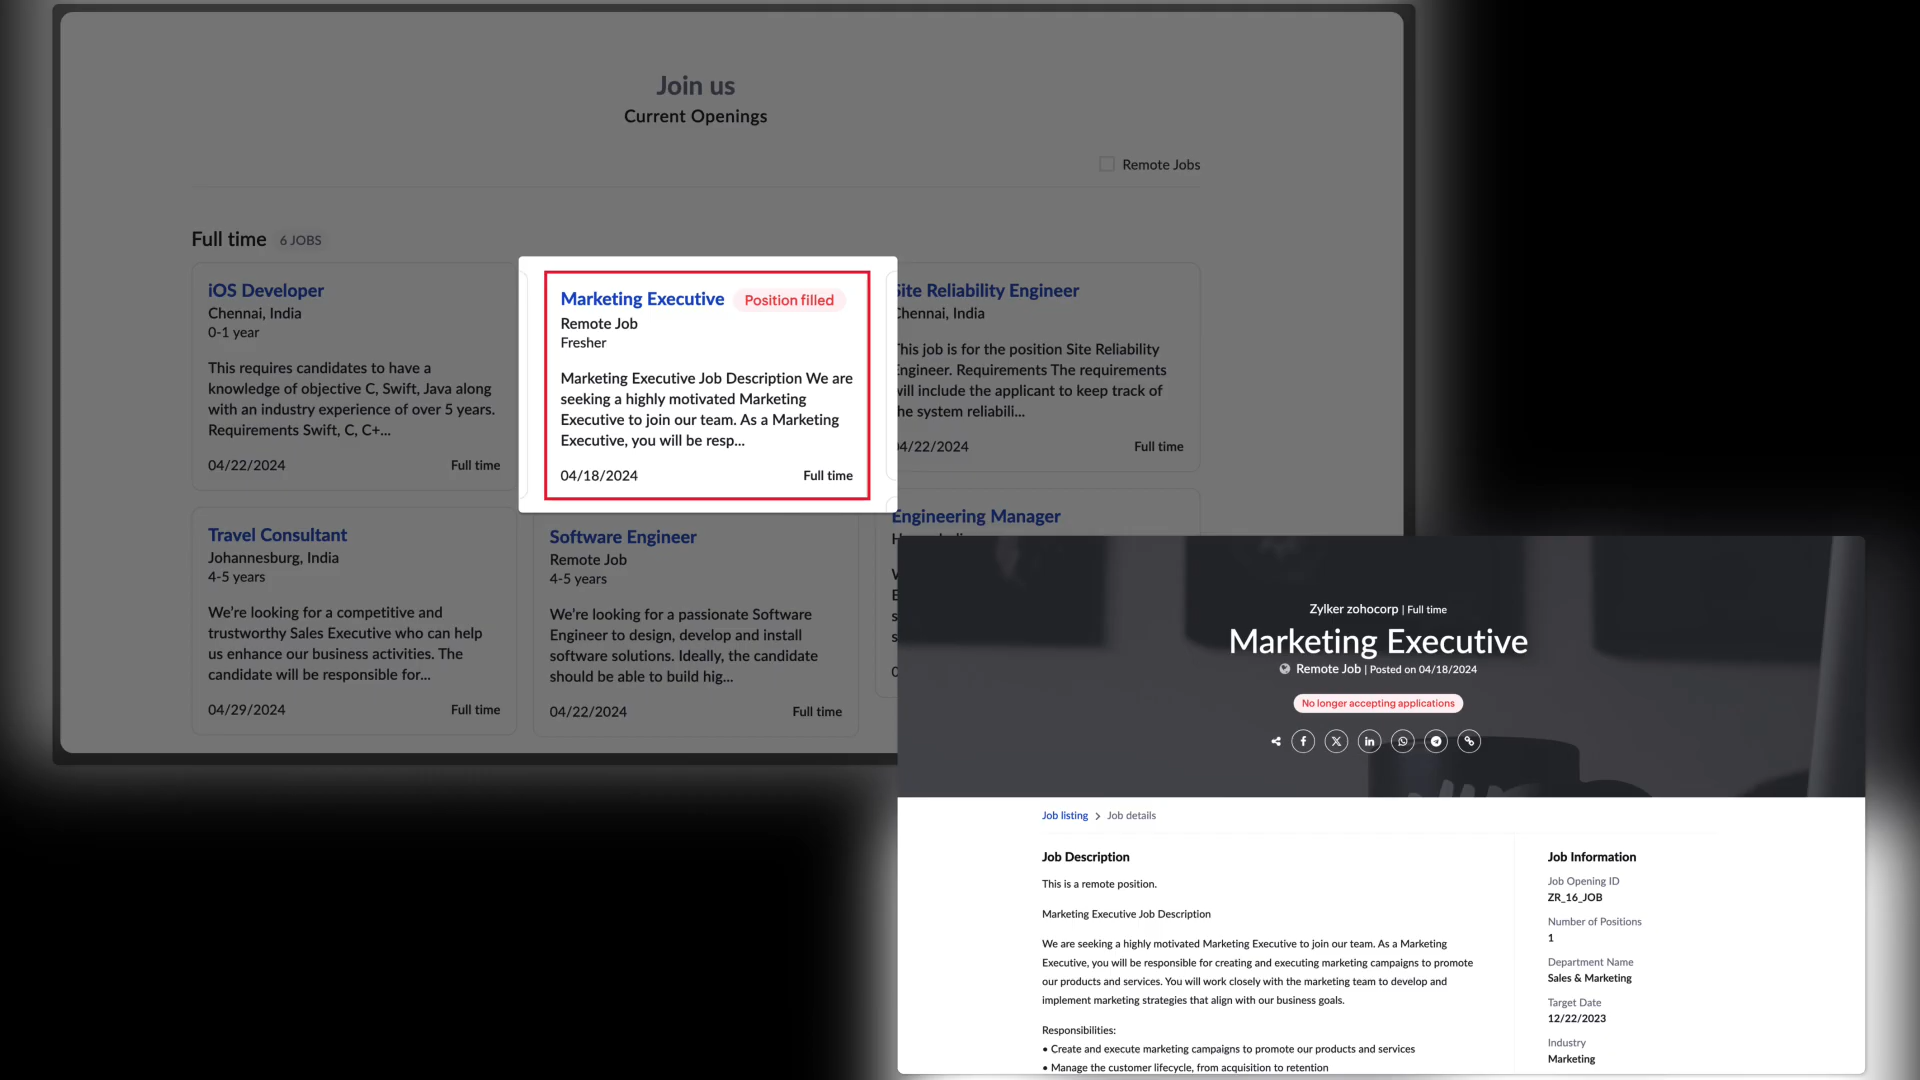 Join us
Current Openings
Remote Jobs
Full time 6 JOBS
iOS Developer
Chennai, India
0-1 year
This requires candidates to have a
knowledge of objective C, Swift, Java along
with an industry experience of over 5 years.
Requirements Swift, C, C+...
04/22/2024 Full time
Marketing Executive Position filled
Remote Job
Fresher
Marketing Executive Job Description We are
seeking a highly motivated Marketing
Executive to join our team. As a Marketing
Executive, you will be resp...
04/18/2024 Full time
Site Reliability Engineer
Chennai, India
This job is for the position Site Reliability
Engineer. Requirements The requirements
will include the applicant to keep track of
the system reliabili...
04/22/2024 Full time
Travel Consultant
Johannesburg, India
4-5 years
We're looking for a competitive and
trustworthy Sales Executive who can help
us enhance our business activities. The
candidate will be responsible for...
04/29/2024 Full time
Software Engineer
Remote Job
4-5 years
We're looking for a passionate Software
Engineer to design, develop and install
software solutions. Ideally, the candidate
should be able to build hig...
04/22/2024 Full time
Engineering Manager
Zylker zohocorp | Full time
Marketing Executive
Remote Job | Posted on 04/18/2024
No longer accepting applications
Job listing > Job details
Job Description
This is a remote position.
Marketing Executive Job Description
We are seeking a highly motivated Marketing Executive to join our team. As a Marketing
Executive, you will be responsible for creating and executing marketing campaigns to promote
our products and services. You will work closely with the marketing team to develop and
implement marketing strategies that align with our business goals.
Responsibilities:
• Create and execute marketing campaigns to promote our products and services
• Manage the customer lifecycle, from acquisition to retention
Job Information
Job Opening ID
ZR_16_JOB
Number of Positions
1
Department Name
Sales & Marketing
Target Date
12/22/2023
Industry
Marketing